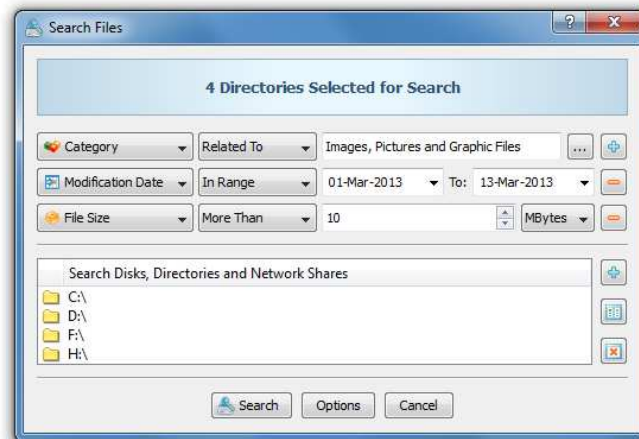 Search Files
4 Directories Selected for Search
Category Related To Images, Pictures and Graphic Files ...
Modification Date In Range 01-Mar-2013 To: 13-Mar-2013
File Size More Than 10 MBytes
Search Disks, Directories and Network Shares
C:\
D:\
F:\
H:\
Search Options Cancel